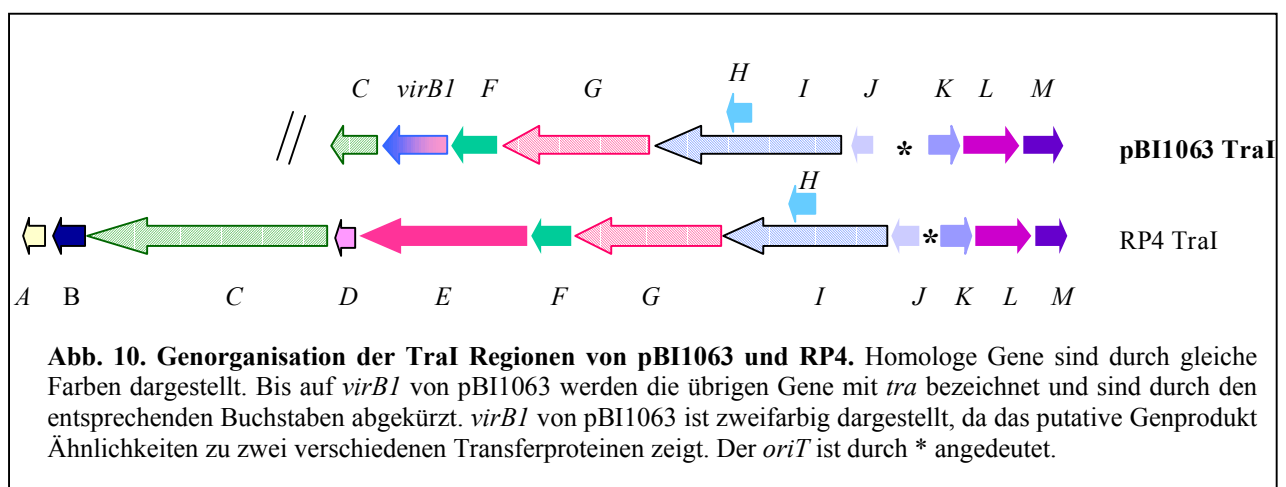 C virB1 F G H I J K L M
// * pBI1063 TraI
H
* RP4 TraI
A B C D E F G I J K L M
Abb. 10. Genorganisation der TraI Regionen von pBI1063 und RP4. Homologe Gene sind durch gleiche
Farben dargestellt. Bis auf virB1 von pBI1063 werden die übrigen Gene mit tra bezeichnet und sind durch den
entsprechenden Buchstaben abgekürzt. virB1 von pBI1063 ist zweifarbig dargestellt, da das putative Genprodukt
Ähnlichkeiten zu zwei verschiedenen Transferproteinen zeigt. Der oriT ist durch * angedeutet.